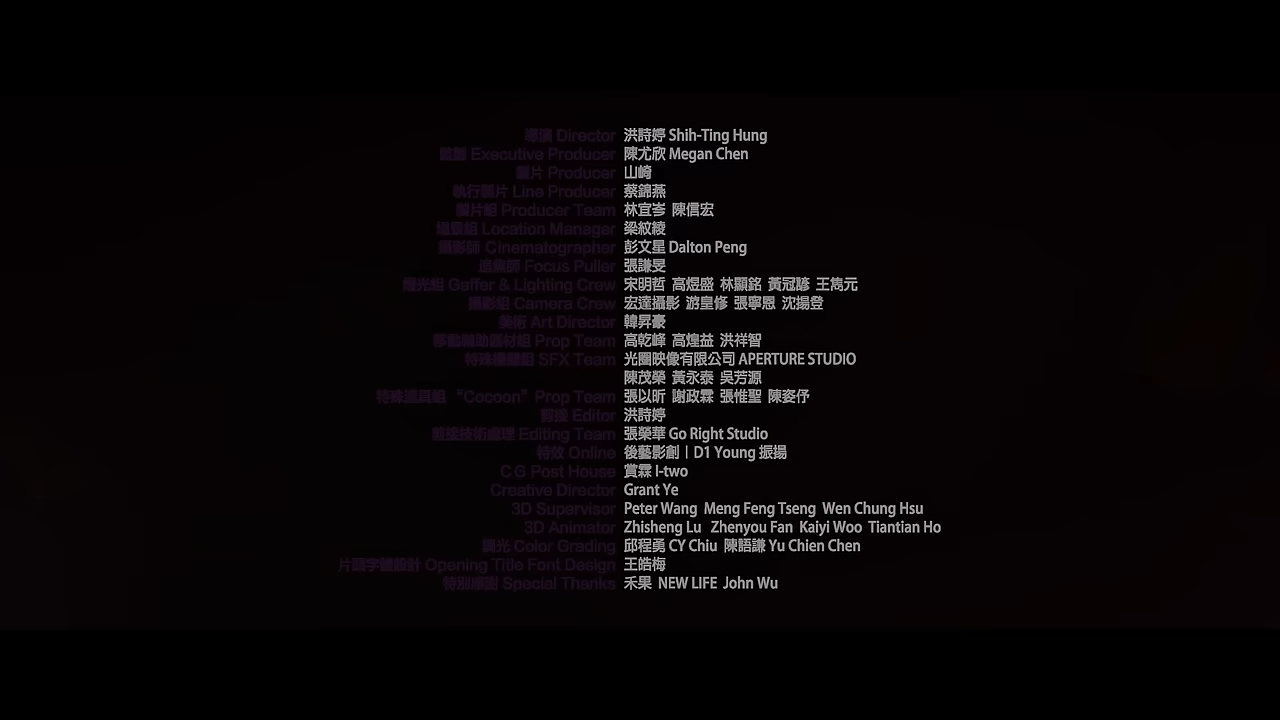 導演 Director 洪詩婷 Shih-Ting Hung
監製 Executive Producer 陳尤欣 Megan Chen
製片 Producer 山崎
執行製片 Line Producer 蔡錦燕
製片組 Producer Team 林宜岑 陳信宏
場景組 Location Manager 梁紋綾
攝影師 Cinematographer 彭文星 Dalton Peng
追焦師 Focus Puller 張謙旻
燈光組 Gaffer & Lighting Crew 宋明哲 高煜盛 林顯銘 黃冠諺 王雋元
攝影組 Camera Crew 宏達攝影 游皇修 張寧恩 沈揚登
美術 Art Director 韓昇豪
移動輔助器材組 Prop Team 高乾峰 高煌益 洪祥智
特殊 SFX Team 光圈映像有限公司 APERTURE STUDIO
陳茂榮 黃永泰 吳芳源
特殊道具組 “Cocoon” Prop Team 張以昕 謝政霖 張惟聖 陳姿伃
剪接 Editor 洪詩婷
剪接技術處理 Editing Team 張榮華 Go Right Studio
特效 Online 後藝影創 | D1 Young 振揚
CG Post House 賞霖 I-two
Creative Director Grant Ye
3D Supervisor Peter Wang Meng Feng Tseng Wen Chung Hsu
3D Animator Zhisheng Lu Zhenyou Fan Kaiyi Woo Tiantian Ho
調光 Color Grading 邱程勇 CY Chiu 陳語謙 Yu Chien Chen
片頭字體設計 Opening Title Font Design 王皓梅
特別感謝 Special Thanks 禾果 NEW LIFE John Wu